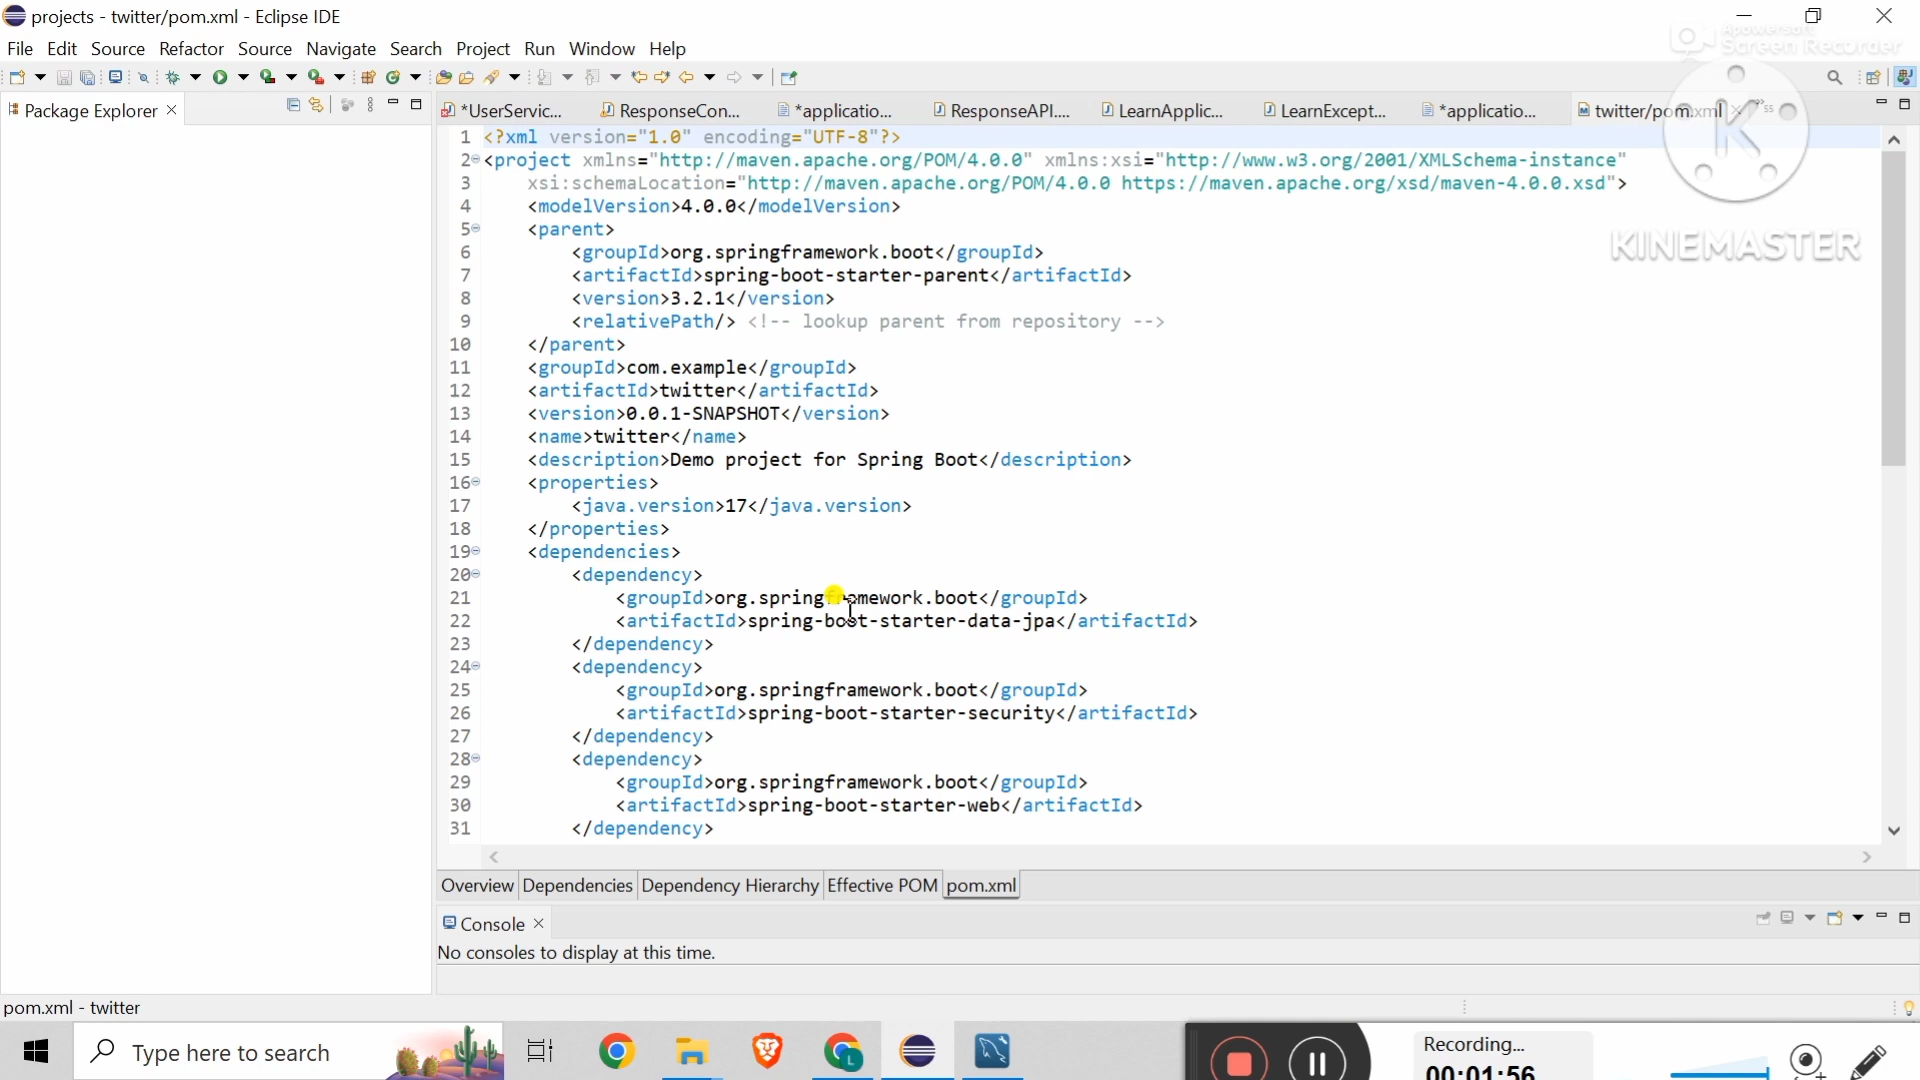 projects - twitter/pom.xml - Eclipse IDE
File Edit Source Refactor Source Navigate Search Project Run Window Help
Apowersoft
Screen Recorder
Package Explorer
*UserServic... ResponseCon... *applicatio... ResponseAPI.... LearnApplic... LearnExcept... *applicatio... twitter/pom.xml 55
KINEMASTER
1 <?xml version="1.0" encoding="UTF-8"?>
2 <project xmlns="http://maven.apache.org/POM/4.0.0" xmlns:xsi="http://www.w3.org/2001/XMLSchema-instance"
3 xsi:schemaLocation="http://maven.apache.org/POM/4.0.0 https://maven.apache.org/xsd/maven-4.0.0.xsd">
4 <modelVersion>4.0.0</modelVersion>
5 <parent>
6 <groupId>org.springframework.boot</groupId>
7 <artifactId>spring-boot-starter-parent</artifactId>
8 <version>3.2.1</version>
9 <relativePath/> <!-- lookup parent from repository -->
10 </parent>
11 <groupId>com.example</groupId>
12 <artifactId>twitter</artifactId>
13 <version>0.0.1-SNAPSHOT</version>
14 <name>twitter</name>
15 <description>Demo project for Spring Boot</description>
16 <properties>
17 <java.version>17</java.version>
18 </properties>
19 <dependencies>
20 <dependency>
21 <groupId>org.springframework.boot</groupId>
22 <artifactId>spring-boot-starter-data-jpa</artifactId>
23 </dependency>
24 <dependency>
25 <groupId>org.springframework.boot</groupId>
26 <artifactId>spring-boot-starter-security</artifactId>
27 </dependency>
28 <dependency>
29 <groupId>org.springframework.boot</groupId>
30 <artifactId>spring-boot-starter-web</artifactId>
31 </dependency>
Overview Dependencies Dependency Hierarchy Effective POM pom.xml
Console
No consoles to display at this time.
pom.xml - twitter
Type here to search
Recording...
00:01:56